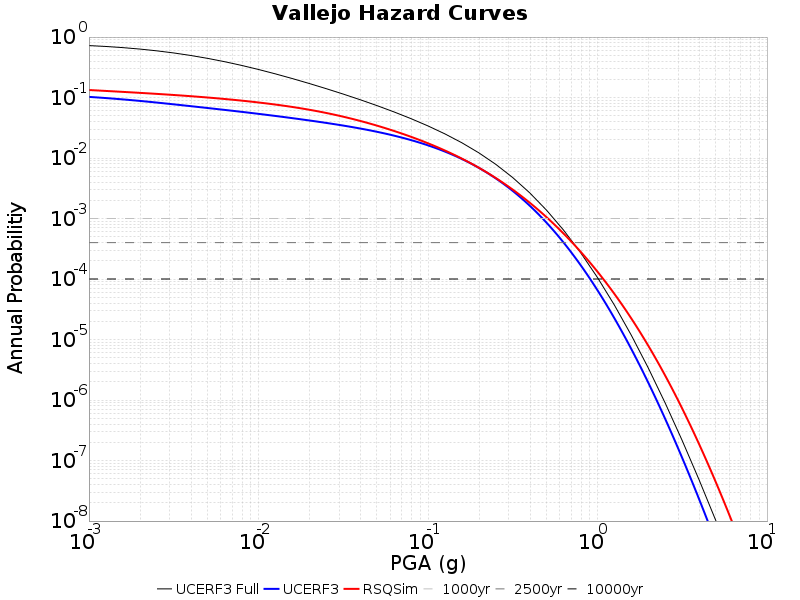 Vallejo Hazard Curves
10^0
10^-1
10^-2
10^-3
10^-4
10^-5
10^-6
10^-7
10^-8
Annual Probabilitiy
10^-3 10^-2 10^-1 10^0 10^1
PGA (g)
UCERF3 Full UCERF3 RSQSim 1000yr 2500yr 10000yr